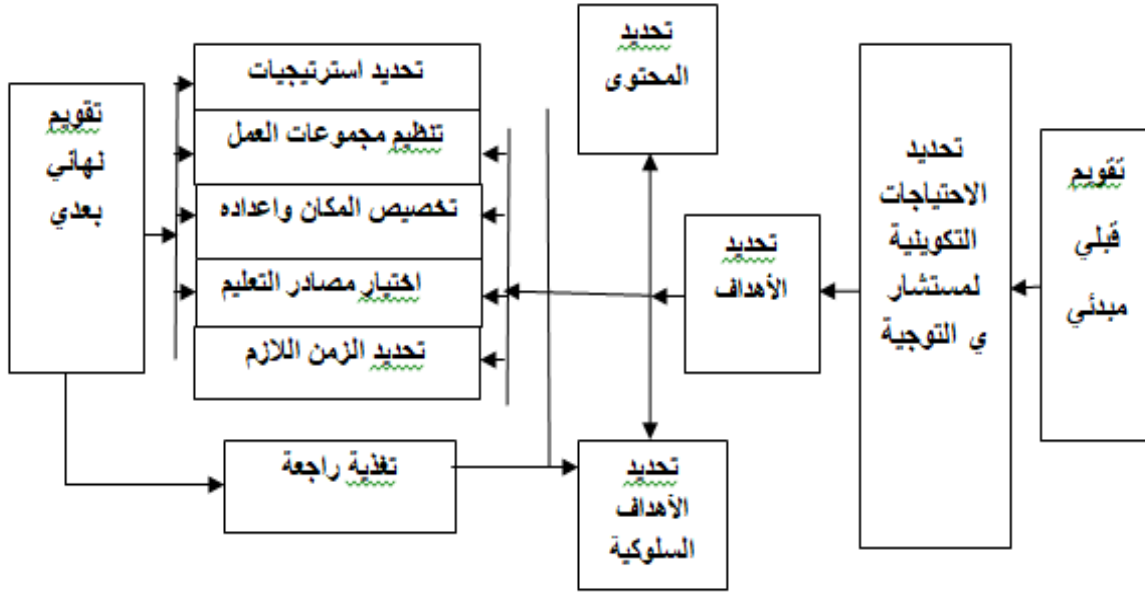 تقويم
قبلي
مبدئي
تحديد
الاحتياجات
التكوينية
لمستشار
ي التوجية
تحديد
الأهداف
تحديد
المحتوى
تحديد
الأهداف
السلوكية
تحديد استرتيجيات
تنظيم مجموعات العمل
تخصيص المكان واعداده
اختيار مصادر التعليم
تحديد الزمن اللازم
تغذية راجعة
تقويم
نهائي
بعدي